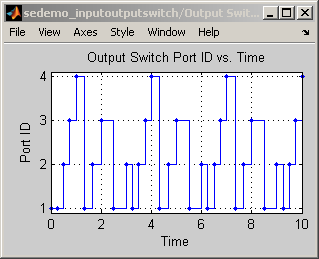 sedemo_inputoutputswitch/Output Swit...
File View Axes Style Window Help
Output Switch Port ID vs. Time
4
3
2
1
Port ID
0 2 4 6 8 10
Time